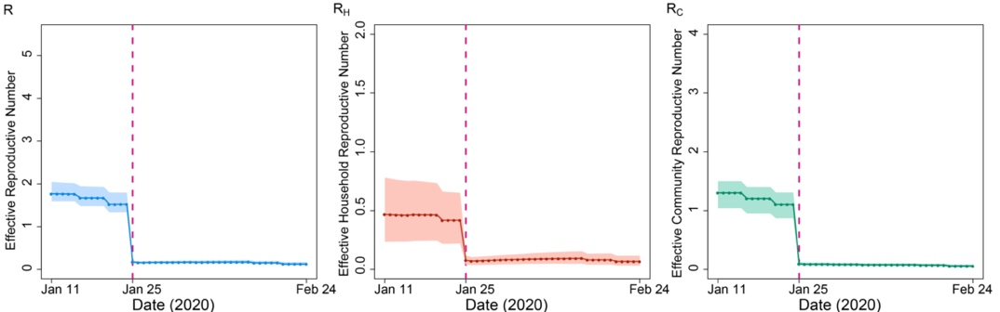 R
Effective Reproductive Number
0
1
2
3
4
5
Jan 11
Jan 25
Feb 24
Date (2020)
RH
Effective Household Reproductive Number
0.0
0.5
1.0
1.5
2.0
Jan 11
Jan 25
Feb 24
Date (2020)
RC
Effective Community Reproductive Number
0
1
2
3
4
Jan 11
Jan 25
Feb 24
Date (2020)